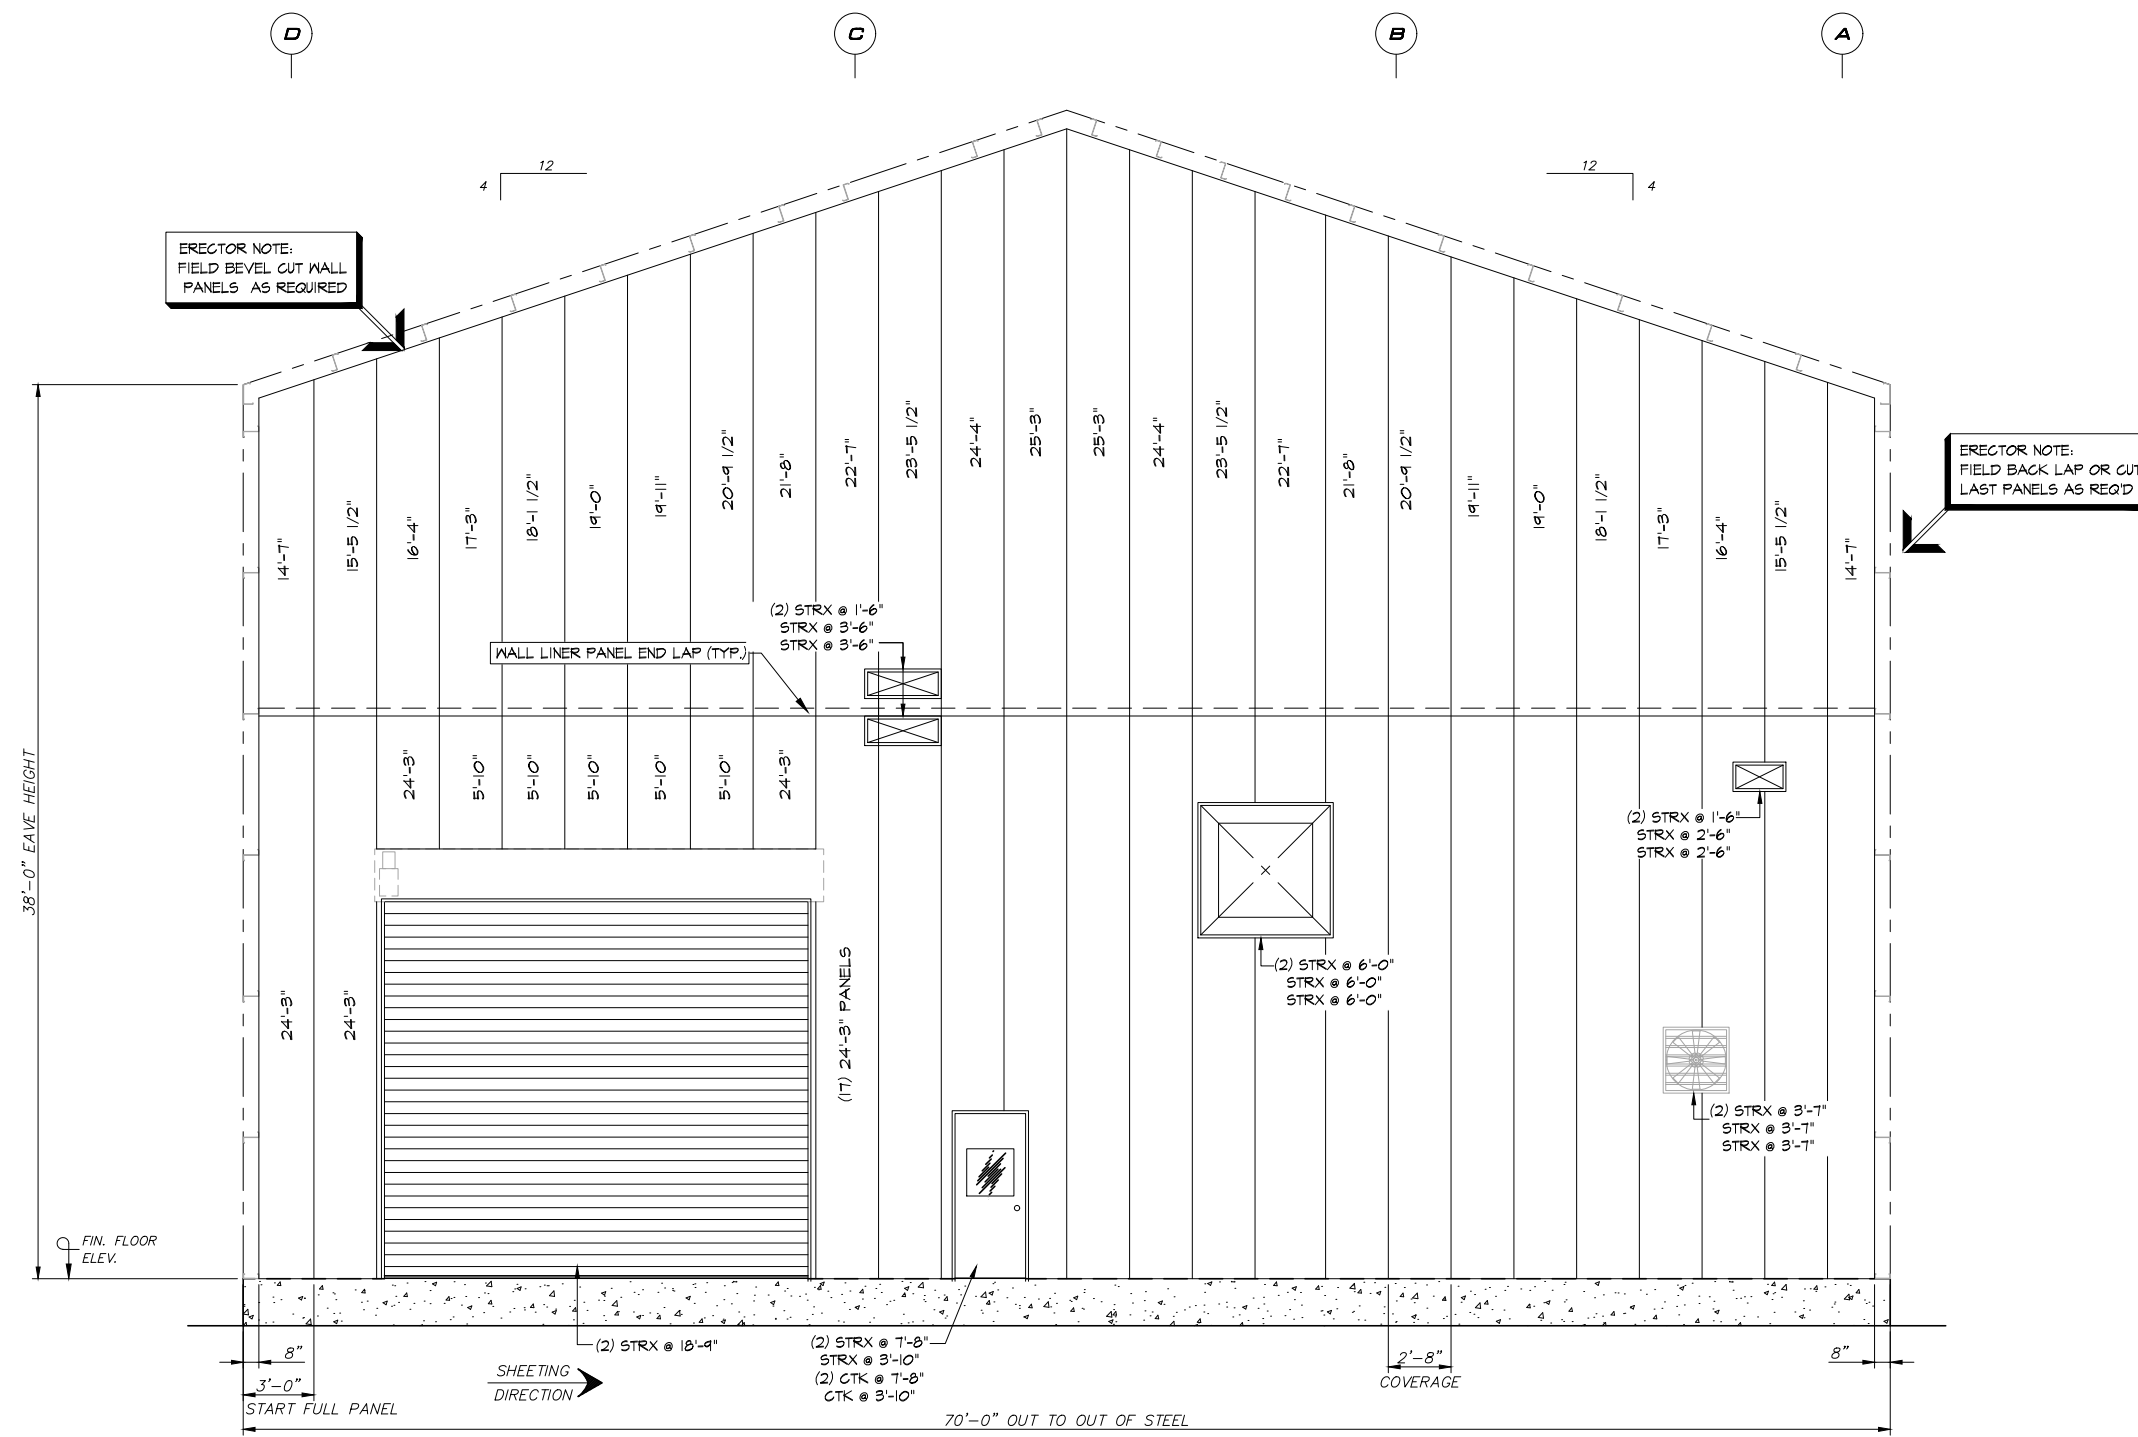 D
C
B
A
12
4
12
4
ERECTOR NOTE:
FIELD BEVEL CUT WALL
PANELS AS REQUIRED
ERECTOR NOTE:
FIELD BACK LAP OR CUT
LAST PANELS AS REQ'D
14'-7"
15'-5 1/2"
16'-4"
17'-3"
18'-1 1/2"
19'-0"
19'-11"
20'-9 1/2"
21'-8"
22'-7"
23'-5 1/2"
24'-4"
25'-3"
25'-3"
24'-4"
23'-5 1/2"
22'-7"
21'-8"
20'-9 1/2"
19'-11"
19'-0"
18'-1 1/2"
17'-3"
16'-4"
15'-5 1/2"
14'-7"
(2) STRX @ 1'-6"
STRX @ 3'-6"
STRX @ 3'-6"
WALL LINER PANEL END LAP (TYP.)
24'-3"
5'-10"
5'-10"
5'-10"
5'-10"
5'-10"
24'-3"
38'-0" EAVE HEIGHT
(2) STRX @ 1'-6"
STRX @ 2'-6"
STRX @ 2'-6"
(2) STRX @ 6'-0"
STRX @ 6'-0"
STRX @ 6'-0"
24'-3"
24'-3"
(17) 24'-3" PANELS
(2) STRX @ 3'-7"
STRX @ 3'-7"
STRX @ 3'-7"
FIN. FLOOR
ELEV.
(2) STRX @ 18'-9"
(2) STRX @ 7'-8"
STRX @ 3'-10"
(2) CTK @ 7'-8"
CTK @ 3'-10"
8"
3'-0"
START FULL PANEL
SHEETING
DIRECTION
2'-8"
COVERAGE
8"
70'-0" OUT TO OUT OF STEEL